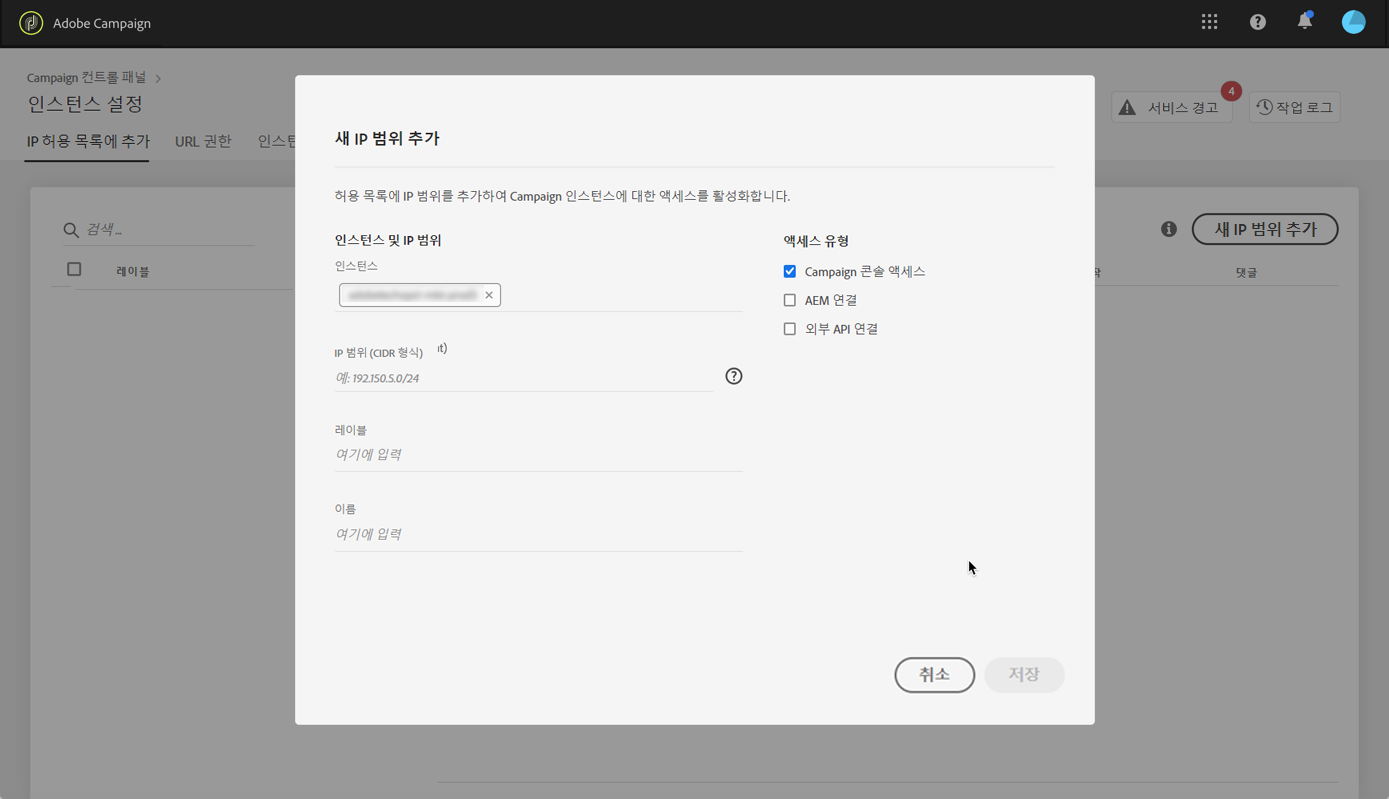 Adobe Campaign
Campaign 컨트롤 패널
인스턴스 설정
서비스 경고
4
작업 로그
IP 허용 목록에 추가
URL 권한
인스턴
검색...
새 IP 범위 추가
레이블
댓글
새 IP 범위 추가
허용 목록에 IP 범위를 추가하여 Campaign 인스턴스에 대한 액세스를 활성화합니다.
인스턴스 및 IP 범위
인스턴스
IP 범위 (CIDR 형식)
it)
예: 192.150.5.0/24
레이블
여기에 입력
이름
여기에 입력
액세스 유형
Campaign 콘솔 액세스
AEM 연결
외부 API 연결
취소
저장